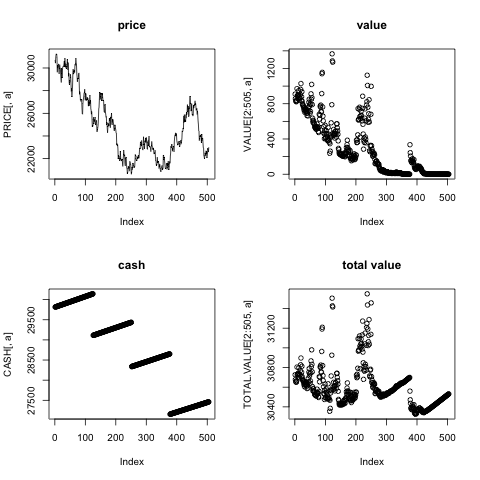 price
PRICE[, a]
22000 26000 30000
0 100 200 300 400 500
Index
value
VALUE[2:505, a]
0 400 800 1200
0 100 200 300 400 500
Index
cash
CASH[, a]
27500 28500 29500
0 100 200 300 400 500
Index
total value
TOTAL.VALUE[2:505, a]
30400 30800 31200
0 100 200 300 400 500
Index